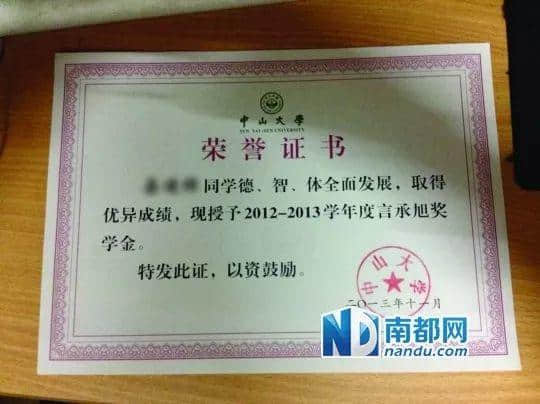 中山大学
SUN YAT-SEN UNIVERSITY
荣誉证书
同学德、智、体全面发展，取得
优异成绩，现授予2012-2013学年度言承旭奖
学金。
特发此证，以资鼓励。
中山大学
二〇一三年十一月
ND 南都网
nandu.com